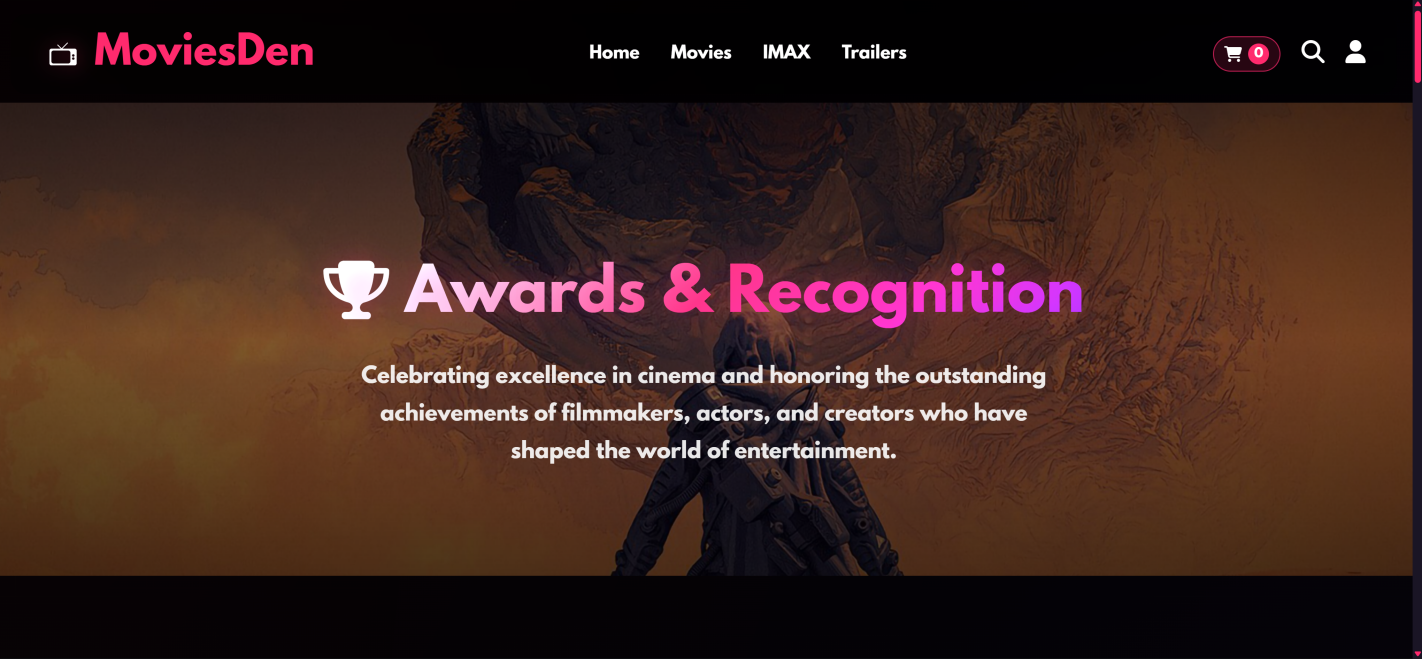 MoviesDen
Home Movies IMAX Trailers
0
Awards & Recognition
Celebrating excellence in cinema and honoring the outstanding
achievements of filmmakers, actors, and creators who have
shaped the world of entertainment.